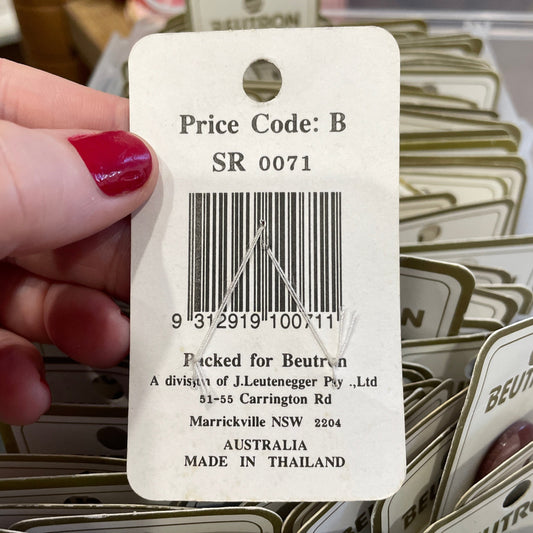 BEUTRON
Price Code: B
SR 0071
9 312919 100711
Packed for Beutron
A division of J.Leutenegger Pty .,Ltd
51-55 Carrington Rd
Marrickville NSW 2204
AUSTRALIA
MADE IN THAILAND
BEUTRON
BEUTRON